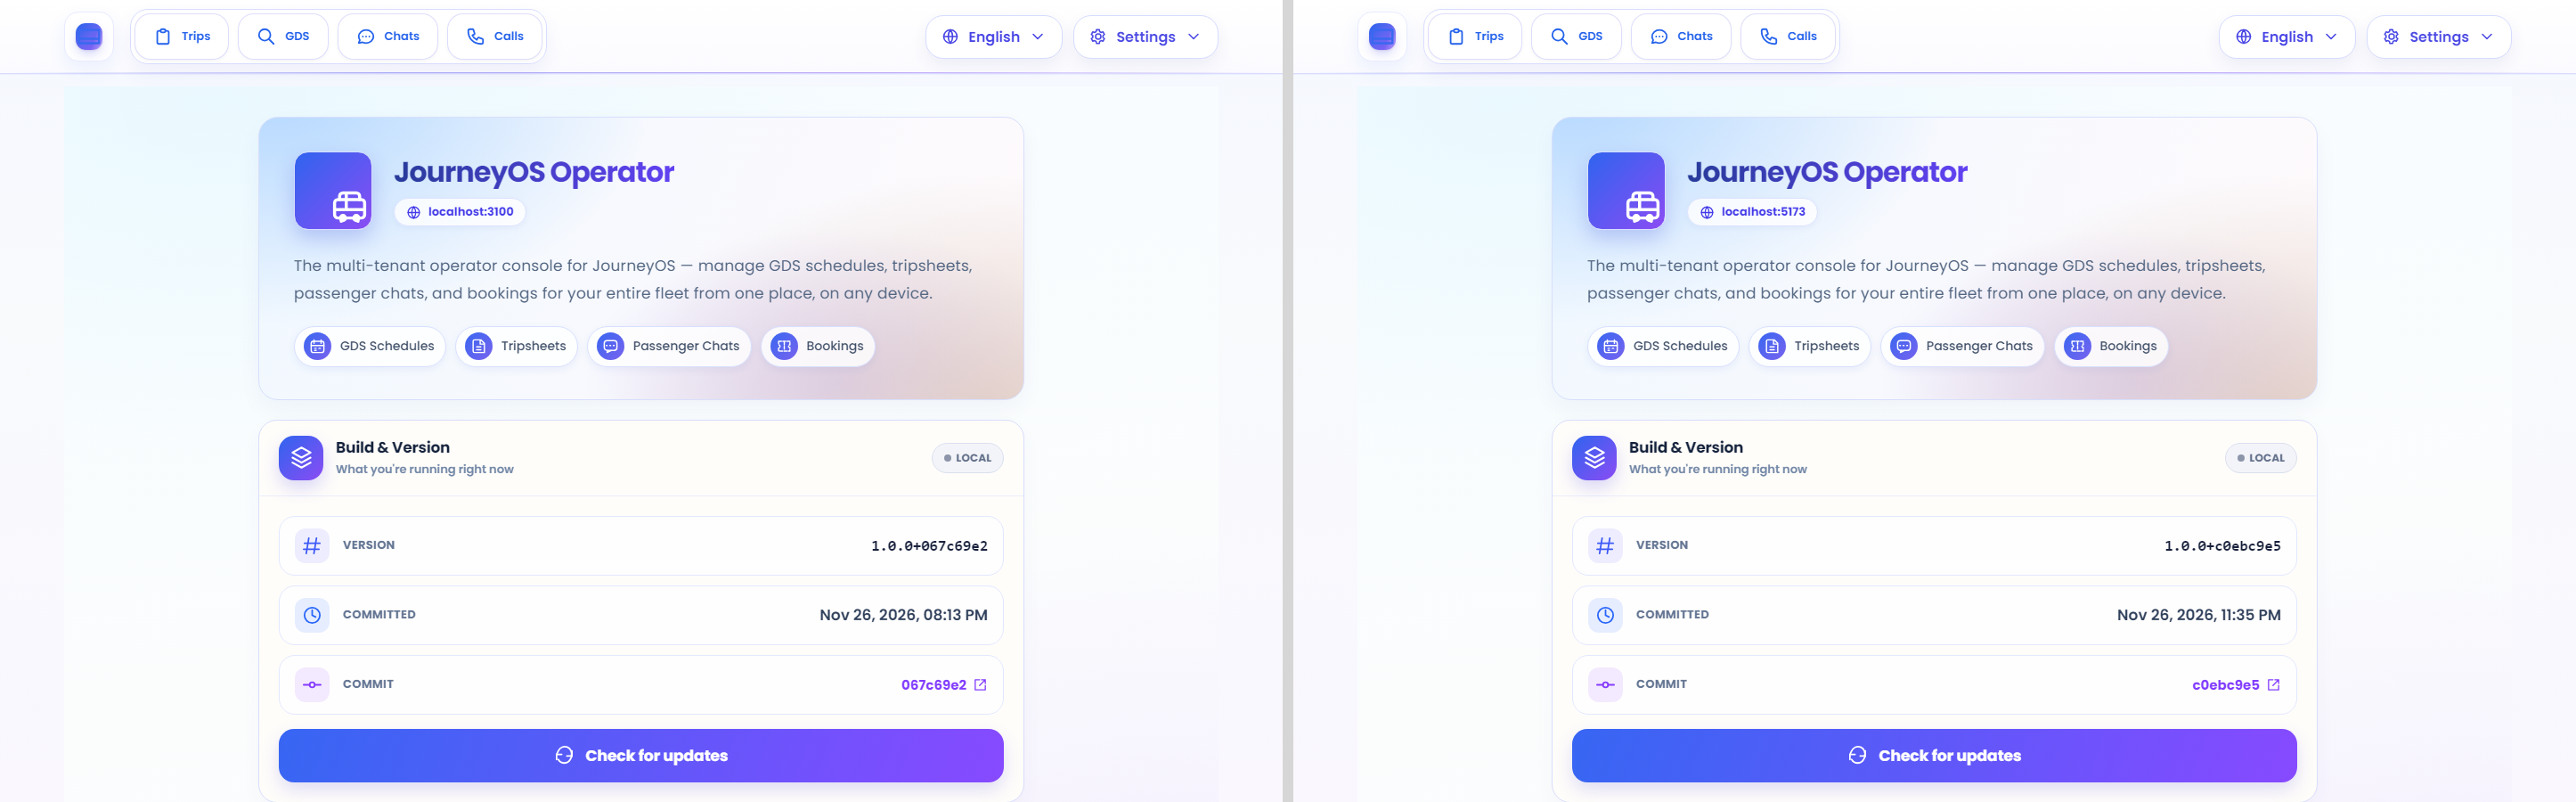 Trips GDS Chats Calls English Settings
JourneyOS Operator
localhost:3100
The multi-tenant operator console for JourneyOS — manage GDS schedules, tripsheets,
passenger chats, and bookings for your entire fleet from one place, on any device.
GDS Schedules Tripsheets Passenger Chats Bookings
Build & Version
What you're running right now
LOCAL
VERSION 1.0.0+067c69e2
COMMITTED Nov 26, 2026, 08:13 PM
COMMIT 067c69e2
Check for updates
Trips GDS Chats Calls English Settings
JourneyOS Operator
localhost:5173
The multi-tenant operator console for JourneyOS — manage GDS schedules, tripsheets,
passenger chats, and bookings for your entire fleet from one place, on any device.
GDS Schedules Tripsheets Passenger Chats Bookings
Build & Version
What you're running right now
LOCAL
VERSION 1.0.0+c0ebc9e5
COMMITTED Nov 26, 2026, 11:35 PM
COMMIT c0ebc9e5
Check for updates